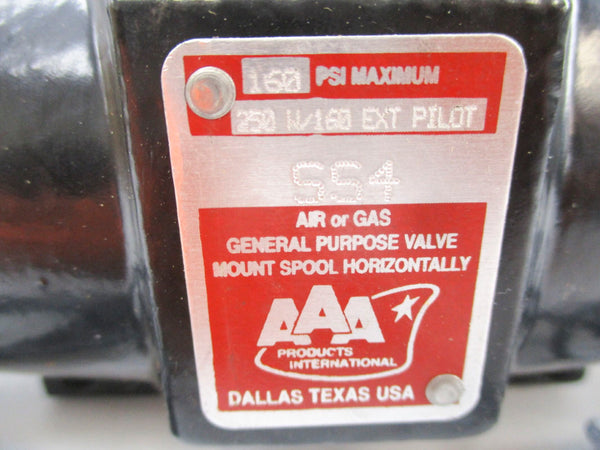 160 PSI MAXIMUM
250 W/160 EXT PILOT
SS4
AIR or GAS
GENERAL PURPOSE VALVE
MOUNT SPOOL HORIZONTALLY
AAA
PRODUCTS
INTERNATIONAL
DALLAS TEXAS USA